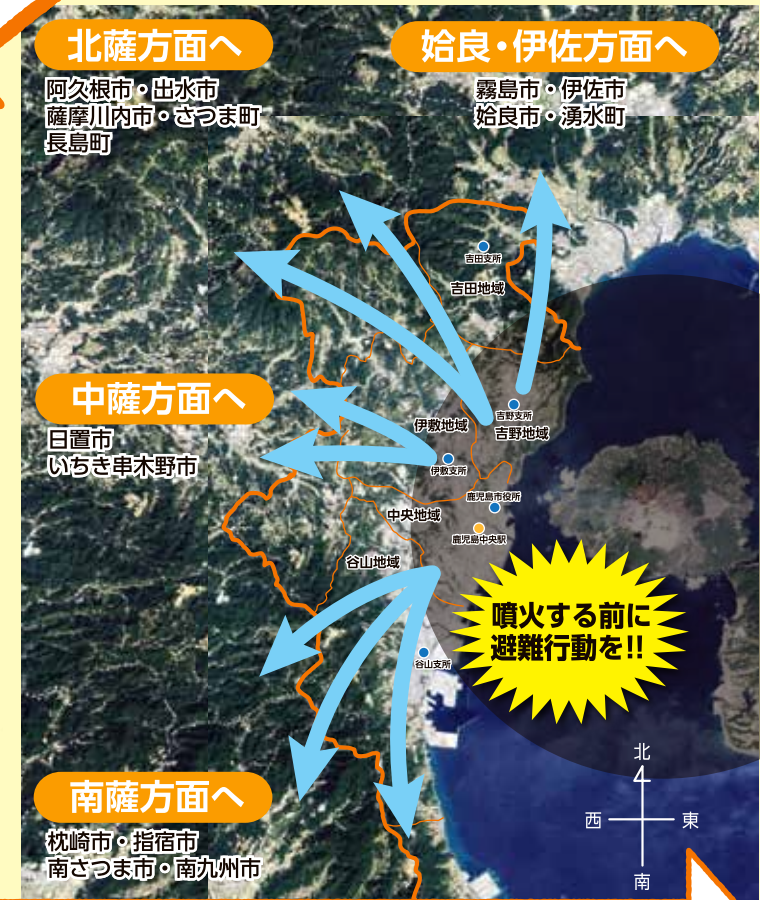 北薩方面へ
阿久根市・出水市
薩摩川内市・さつま町
長島町
姶良・伊佐方面へ
霧島市・伊佐市
姶良市・湧水町
吉田支所
吉田地域
吉野支所
吉野地域
伊敷地域
伊敷支所
中薩方面へ
日置市
いちき串木野市
鹿児島市役所
中央地域
鹿児島中央駅
谷山地域
噴火する前に
避難行動を!!
谷山支所
南薩方面へ
枕崎市・指宿市
南さつま市・南九州市
北
西
東
南